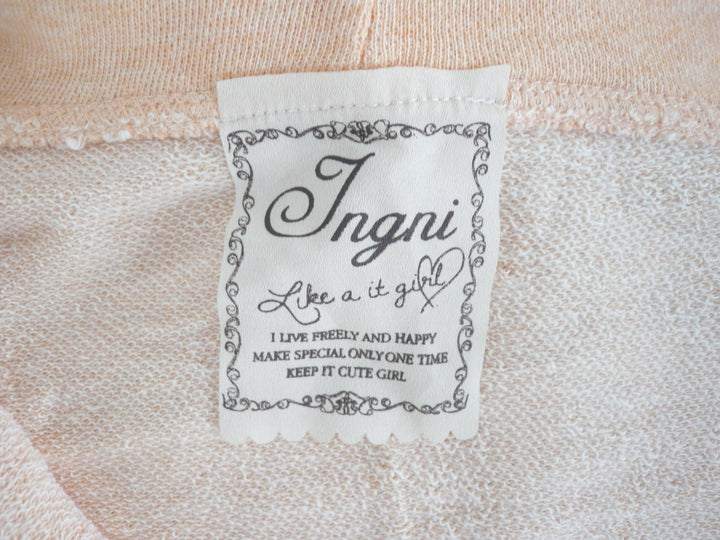 Ingni
Like a it girl
I LIVE FREELY AND HAPPY
MAKE SPECIAL ONLY ONE TIME
KEEP IT CUTE GIRL